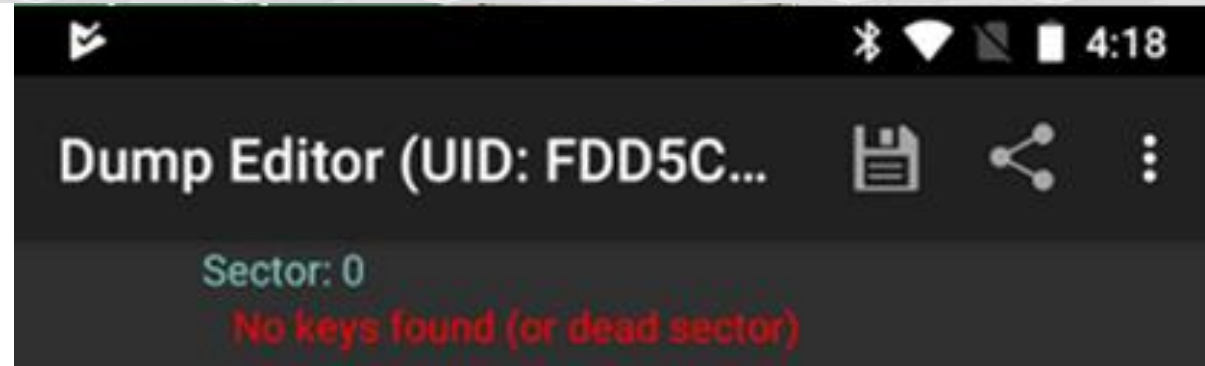 4:18
Dump Editor (UID: FDD5C...
Sector: 0
No keys found (or dead sector)